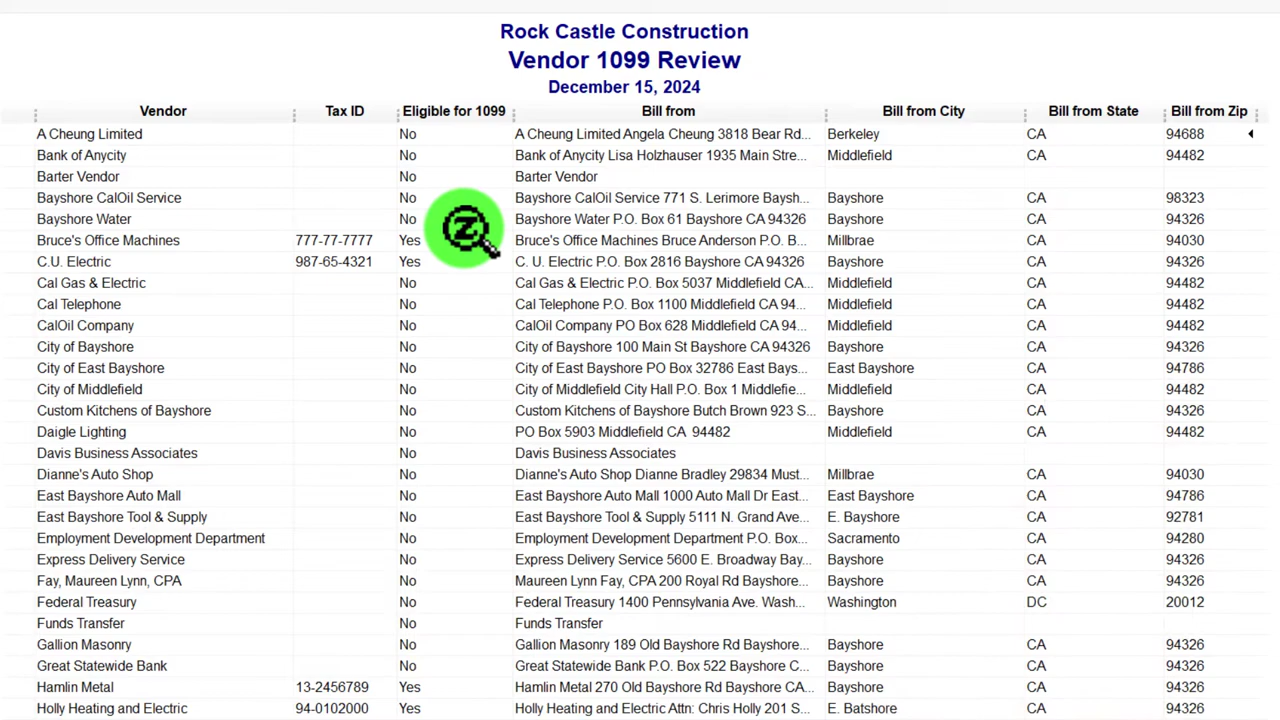 Rock Castle Construction
Vendor 1099 Review
December 15, 2024
Vendor Tax ID Eligible for 1099 Bill from Bill from City Bill from State Bill from Zip
A Cheung Limited No A Cheung Limited Angela Cheung 3818 Bear Rd... Berkeley CA 94688
Bank of Anycity No Bank of Anycity Lisa Holzhauser 1935 Main Stre... Middlefield CA 94482
Barter Vendor No Barter Vendor
Bayshore CalOil Service No Bayshore CalOil Service 771 S. Lerimore Baysh... Bayshore CA 98323
Bayshore Water No Bayshore Water P.O. Box 61 Bayshore CA 94326 Bayshore CA 94326
Bruce's Office Machines 777-77-7777 Yes Bruce's Office Machines Bruce Anderson P.O. B... Millbrae CA 94030
C.U. Electric 987-65-4321 Yes C. U. Electric P.O. Box 2816 Bayshore CA 94326 Bayshore CA 94326
Cal Gas & Electric No Cal Gas & Electric P.O. Box 5037 Middlefield CA... Middlefield CA 94482
Cal Telephone No Cal Telephone P.O. Box 1100 Middlefield CA 94... Middlefield CA 94482
CalOil Company No CalOil Company PO Box 628 Middlefield CA 94... Middlefield CA 94482
City of Bayshore No City of Bayshore 100 Main St Bayshore CA 94326 Bayshore CA 94326
City of East Bayshore No City of East Bayshore PO Box 32786 East Bays... East Bayshore CA 94786
City of Middlefield No City of Middlefield City Hall P.O. Box 1 Middlefie... Middlefield CA 94482
Custom Kitchens of Bayshore No Custom Kitchens of Bayshore Butch Brown 923 S... Bayshore CA 94326
Daigle Lighting No PO Box 5903 Middlefield CA 94482 Middlefield CA 94482
Davis Business Associates No Davis Business Associates
Dianne's Auto Shop No Dianne's Auto Shop Dianne Bradley 29834 Must... Millbrae CA 94030
East Bayshore Auto Mall No East Bayshore Auto Mall 1000 Auto Mall Dr East... East Bayshore CA 94786
East Bayshore Tool & Supply No East Bayshore Tool & Supply 5111 N. Grand Ave... E. Bayshore CA 92781
Employment Development Department No Employment Development Department P.O. Box... Sacramento CA 94280
Express Delivery Service No Express Delivery Service 5600 E. Broadway Bay... Bayshore CA 94326
Fay, Maureen Lynn, CPA No Maureen Lynn Fay, CPA 200 Royal Rd Bayshore... Bayshore CA 94326
Federal Treasury No Federal Treasury 1400 Pennsylvania Ave. Wash... Washington DC 20012
Funds Transfer No Funds Transfer
Gallion Masonry No Gallion Masonry 189 Old Bayshore Rd Bayshore... Bayshore CA 94326
Great Statewide Bank No Great Statewide Bank P.O. Box 522 Bayshore C... Bayshore CA 94326
Hamlin Metal 13-2456789 Yes Hamlin Metal 270 Old Bayshore Rd Bayshore CA... Bayshore CA 94326
Holly Heating and Electric 94-0102000 Yes Holly Heating and Electric Attn: Chris Holly 201 S... E. Batshore CA 94326